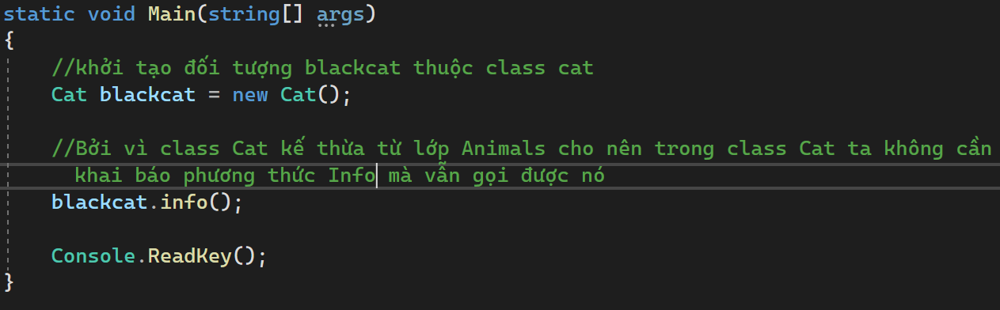 static void Main(string[] args)
{
//khởi tạo đối tượng blackcat thuộc class cat
Cat blackcat = new Cat();
//Bởi vì class Cat kế thừa từ lớp Animals cho nên trong class Cat ta không cần
khai báo phương thức Info mà vẫn gọi được nó
blackcat.info();
Console.ReadKey();
}